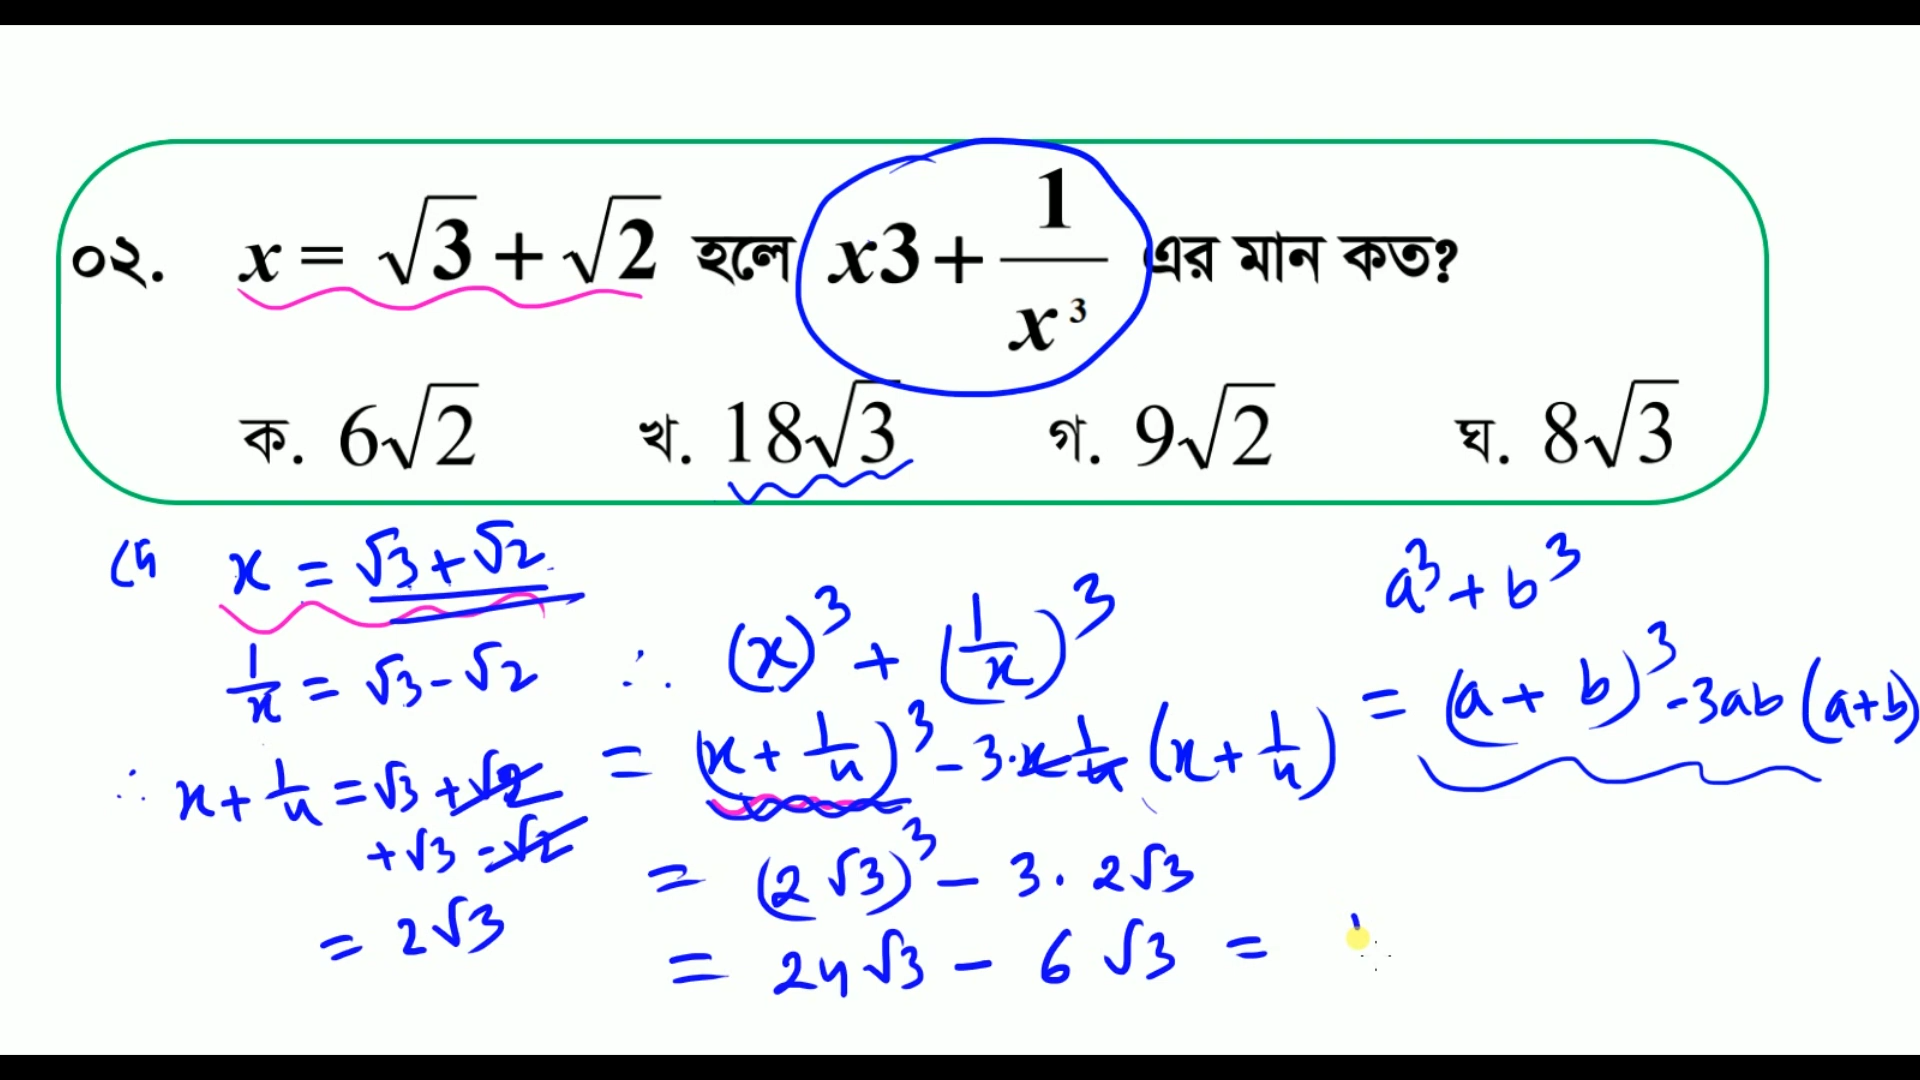 ০২. x = √3 + √2 হলে x3 + 1/x³ এর মান কত?
ক. 6√2 খ. 18√3 গ. 9√2 ঘ. 8√3
x = √3+√2
1/x = √3-√2
∴ x + 1/x = √3 + √2
+ √3 - √2
= 2√3
∴ (x)³ + (1/x)³
= (x + 1/x)³ - 3·x·1/x (x + 1/x)
= (2√3)³ - 3·2√3
= 24√3 - 6√3 =
a³ + b³
= (a + b)³ - 3ab (a+b)